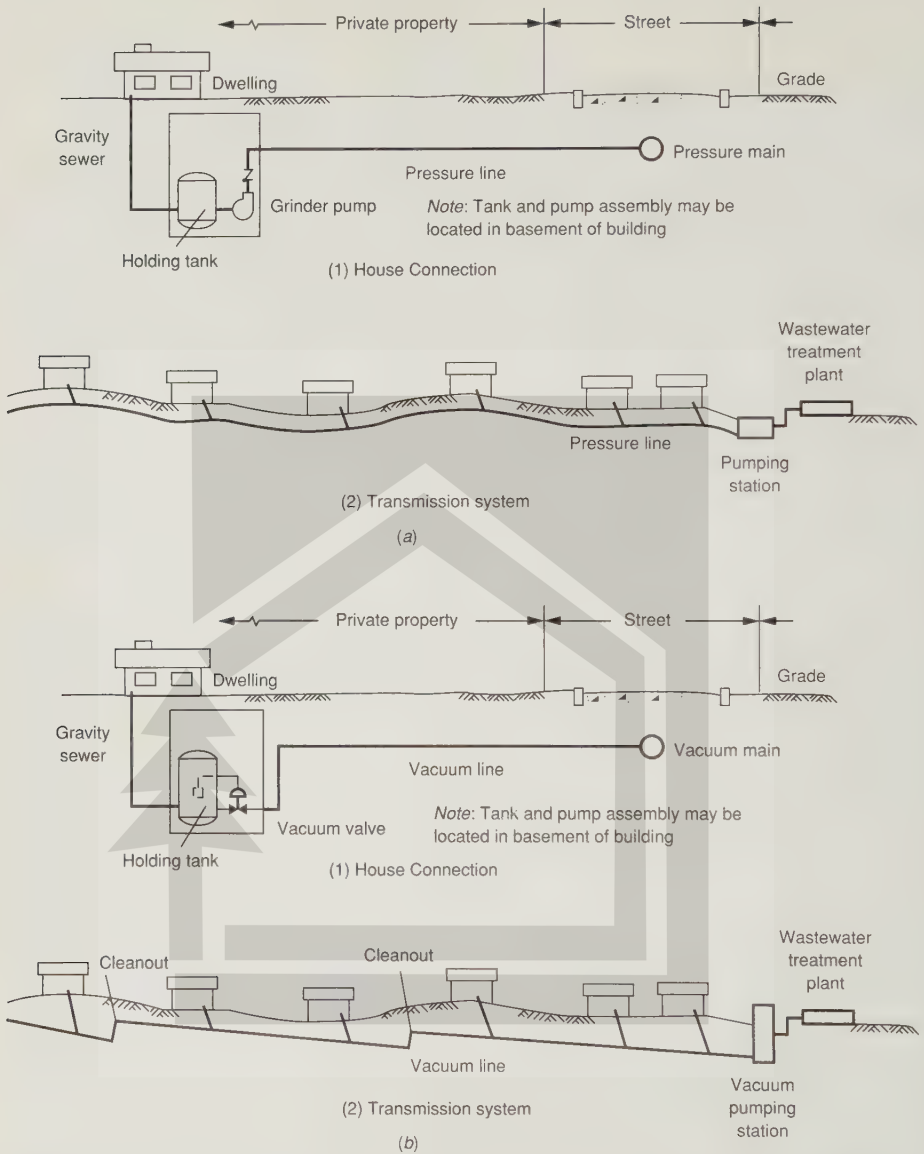 Private property
Street
Dwelling
Grade
Gravity
sewer
Pressure main
Pressure line
Grinder pump
Note: Tank and pump assembly may be
located in basement of building
Holding tank
(1) House Connection
Wastewater
treatment
plant
Pressure line
Pumping
station
(2) Transmission system
(a)
Private property
Street
Dwelling
Grade
Gravity
sewer
Vacuum main
Vacuum line
Note: Tank and pump assembly may be
located in basement of building
Vacuum valve
Holding tank
(1) House Connection
Wastewater
treatment
plant
Cleanout
Cleanout
Vacuum line
Vacuum
pumping
station
(2) Transmission system
(b)